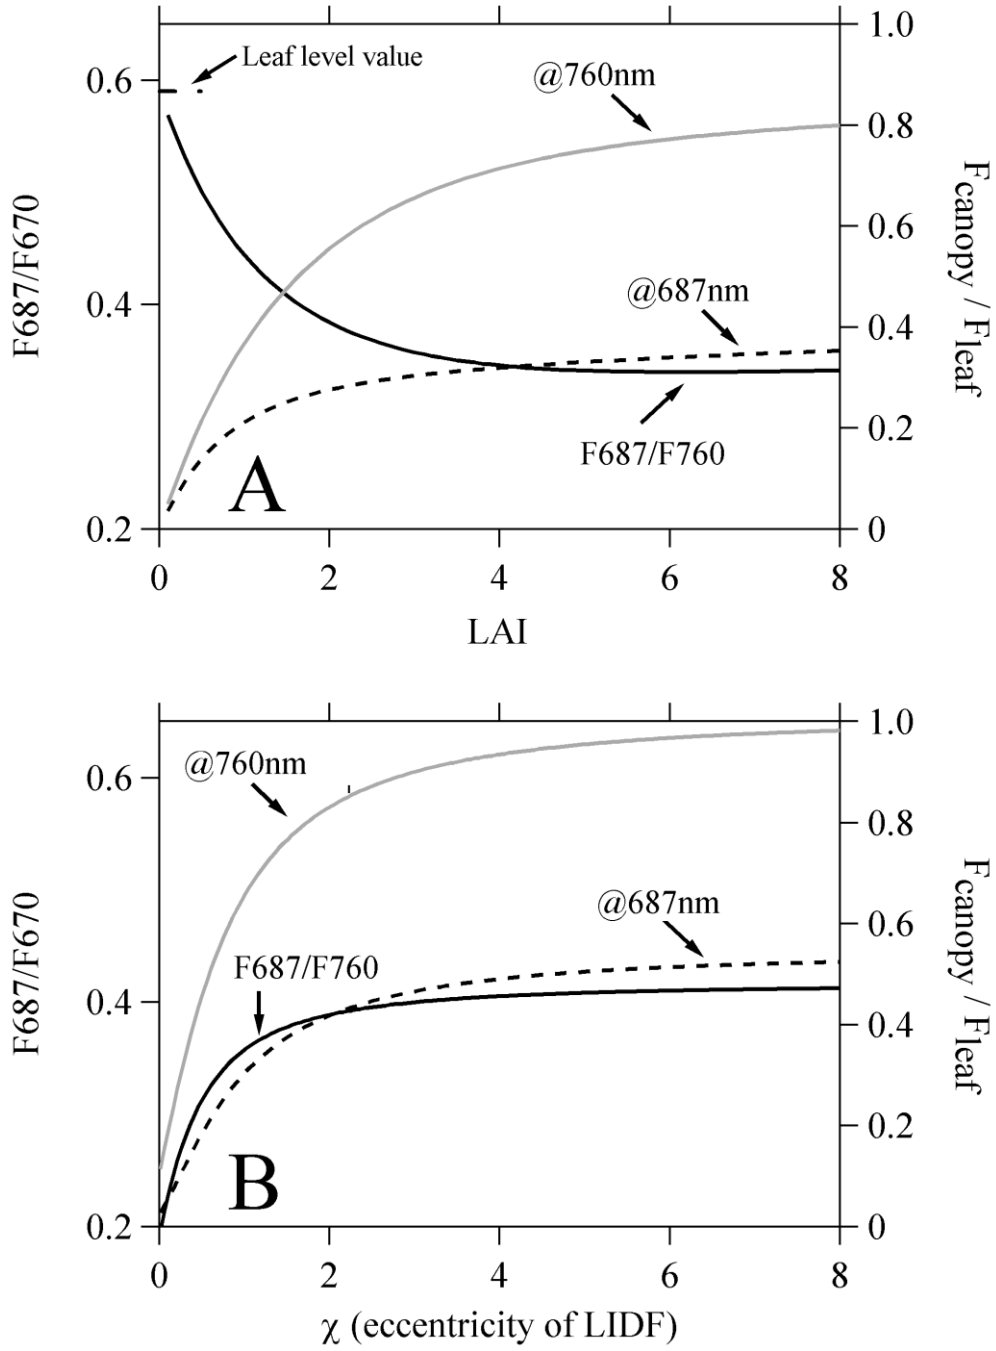 Leaf level value
@760nm
@687nm
F687/F760
A
0.6
0.4
0.2
F687/F670
1.0
0.8
0.6
0.4
0.2
0
Fcanopy / Fleaf
0 2 4 6 8
LAI
@760nm
@687nm
F687/F760
B
0.6
0.4
0.2
F687/F670
1.0
0.8
0.6
0.4
0.2
0
Fcanopy / Fleaf
0 2 4 6 8
χ (eccentricity of LIDF)